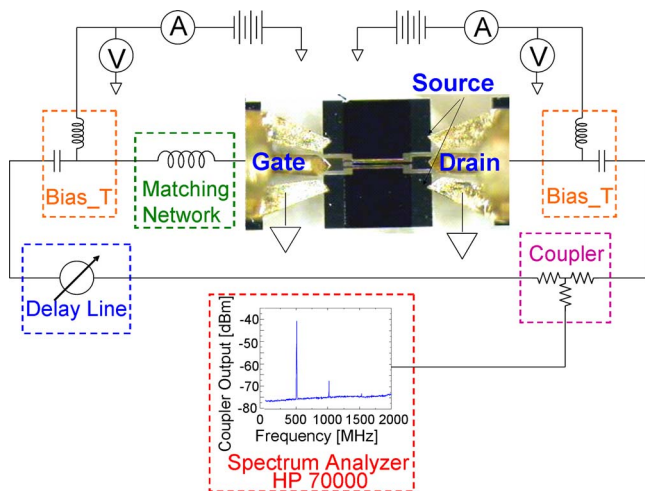 A
V
A
V
Source
Gate
Drain
Bias_T
Matching
Network
Bias_T
Delay Line
Coupler
Coupler Output [dBm]
-40
-50
-60
-70
-80
0
500
1000
1500
2000
Frequency [MHz]
Spectrum Analyzer
HP 70000